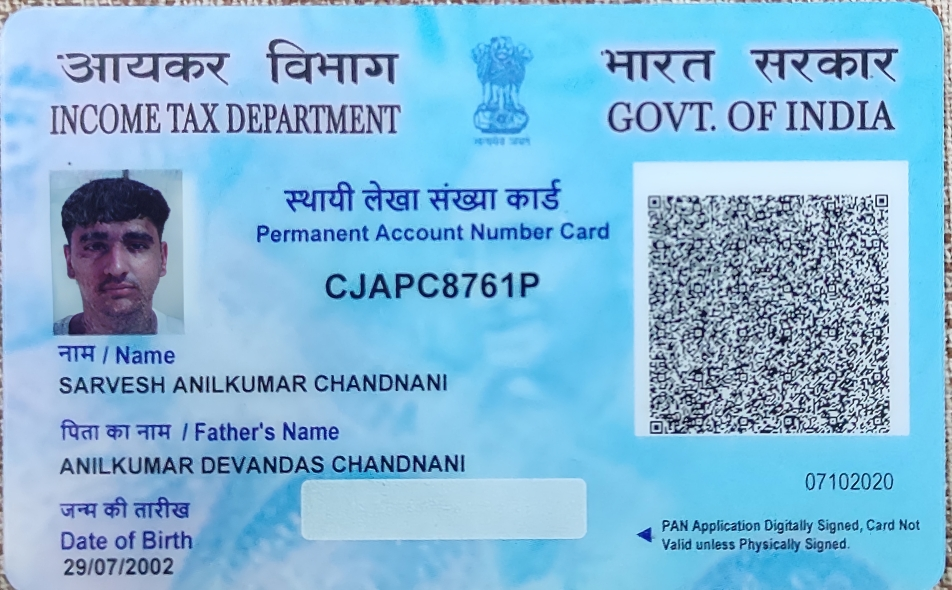 आयकर विभाग
INCOME TAX DEPARTMENT
भारत सरकार
GOVT. OF INDIA
सत्यमेव जयते
स्थायी लेखा संख्या कार्ड
Permanent Account Number Card
CJAPC8761P
नाम / Name
SARVESH ANILKUMAR CHANDNANI
पिता का नाम / Father's Name
ANILKUMAR DEVANDAS CHANDNANI
जन्म की तारीख
Date of Birth
29/07/2002
07102020
PAN Application Digitally Signed, Card Not
Valid unless Physically Signed.